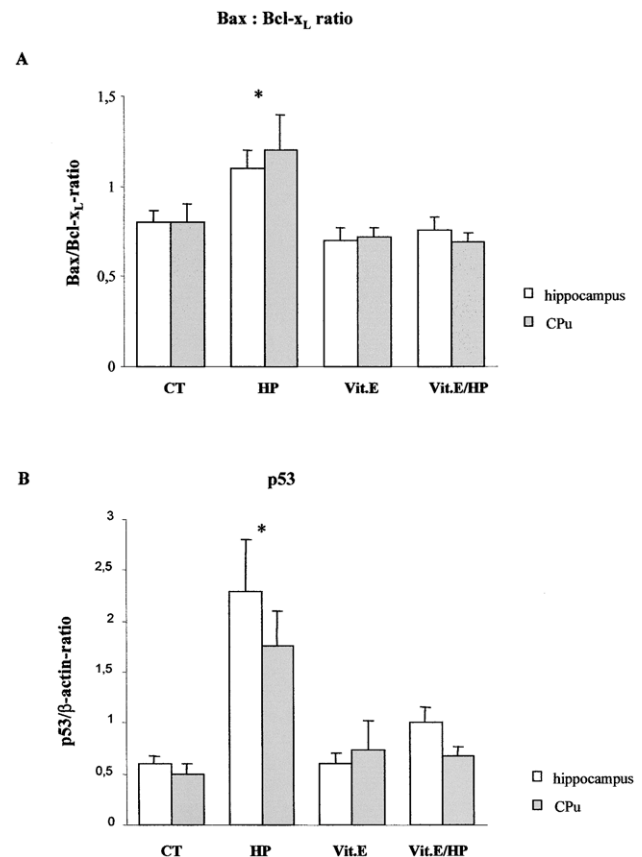 Bax : Bcl-xL ratio
A
Bax/Bcl-xL-ratio
1,5
1
0,5
0
*
CT HP Vit.E Vit.E/HP
hippocampus
CPu
B p53
p53/β-actin-ratio
3
2,5
2
1,5
1
0,5
0
*
CT HP Vit.E Vit.E/HP
hippocampus
CPu